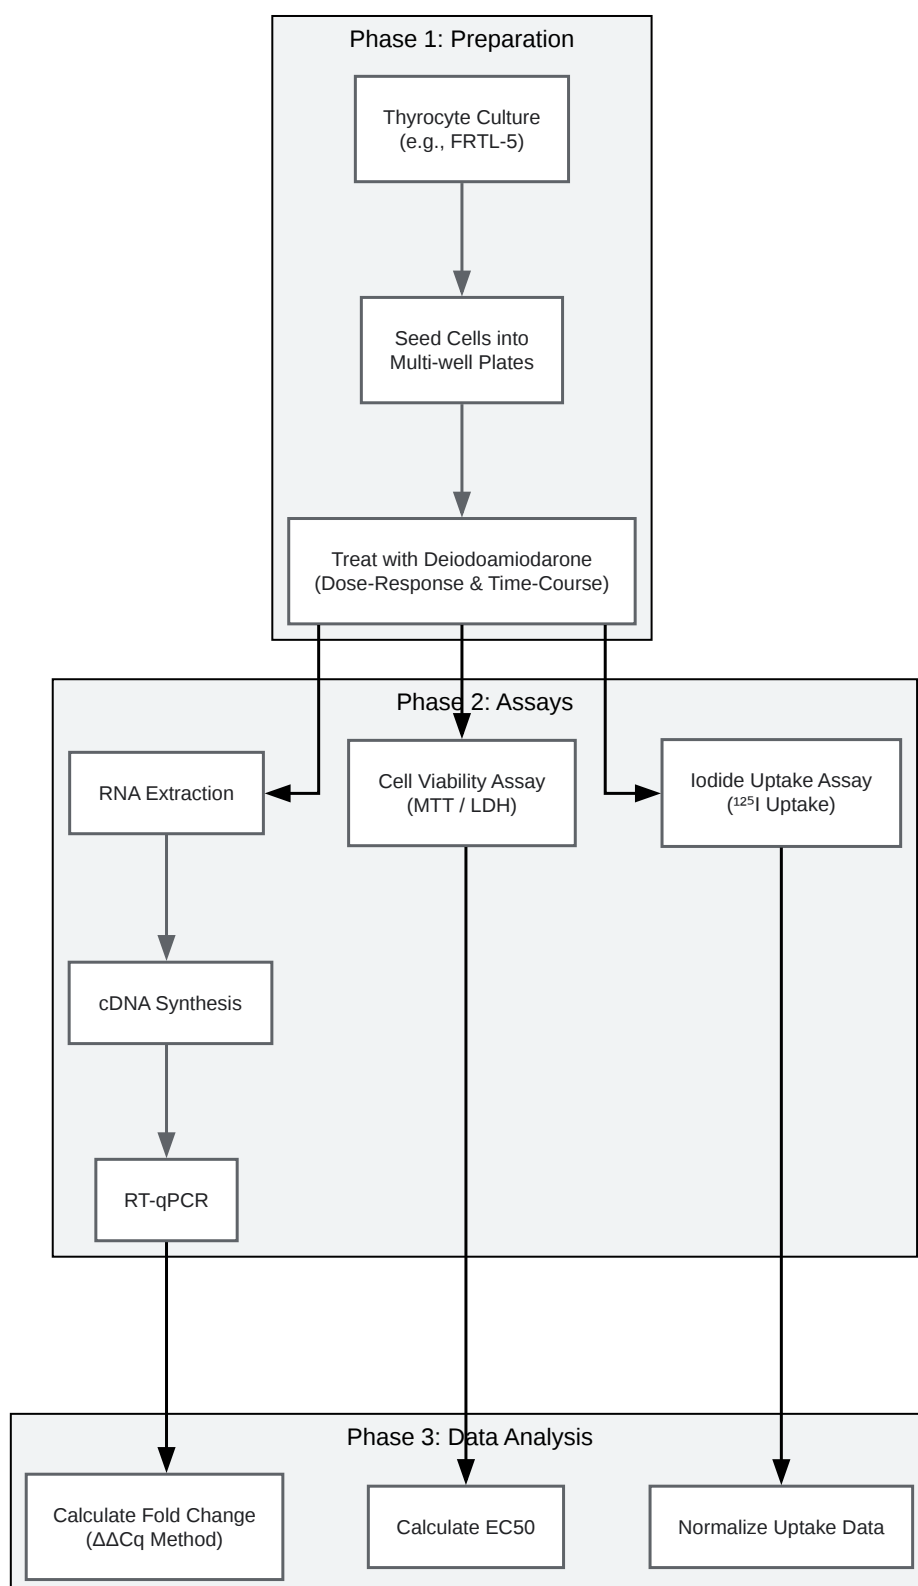 Phase 1: Preparation
Thyrocyte Culture
(e.g., FRTL-5)
Seed Cells into
Multi-well Plates
Treat with Deiodoamiodarone
(Dose-Response & Time-Course)
Phase 2: Assays
RNA Extraction
Cell Viability Assay
(MTT / LDH)
Iodide Uptake Assay
(¹²⁵I Uptake)
cDNA Synthesis
RT-qPCR
Phase 3: Data Analysis
Calculate Fold Change
(ΔΔCq Method)
Calculate EC50
Normalize Uptake Data